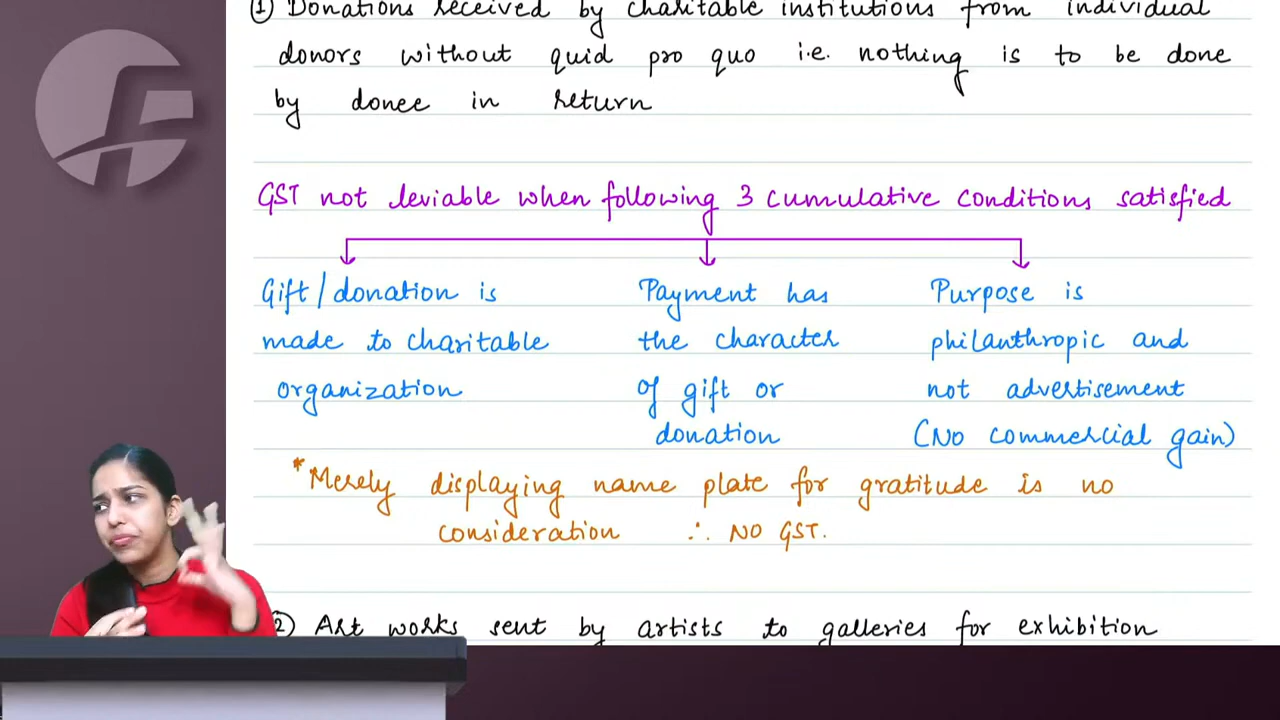 ① Donations received by charitable institutions from individual
donors without quid pro quo i.e. nothing is to be done
by donee in return
GST not leviable when following 3 cumulative conditions satisfied
Gift/donation is
made to charitable
organization
Payment has
the character
of gift or
donation
Purpose is
philanthropic and
not advertisement
(No commercial gain)
*Merely displaying name plate for gratitude is no
consideration ∴ NO GST.
② Art works sent by artists to galleries for exhibition